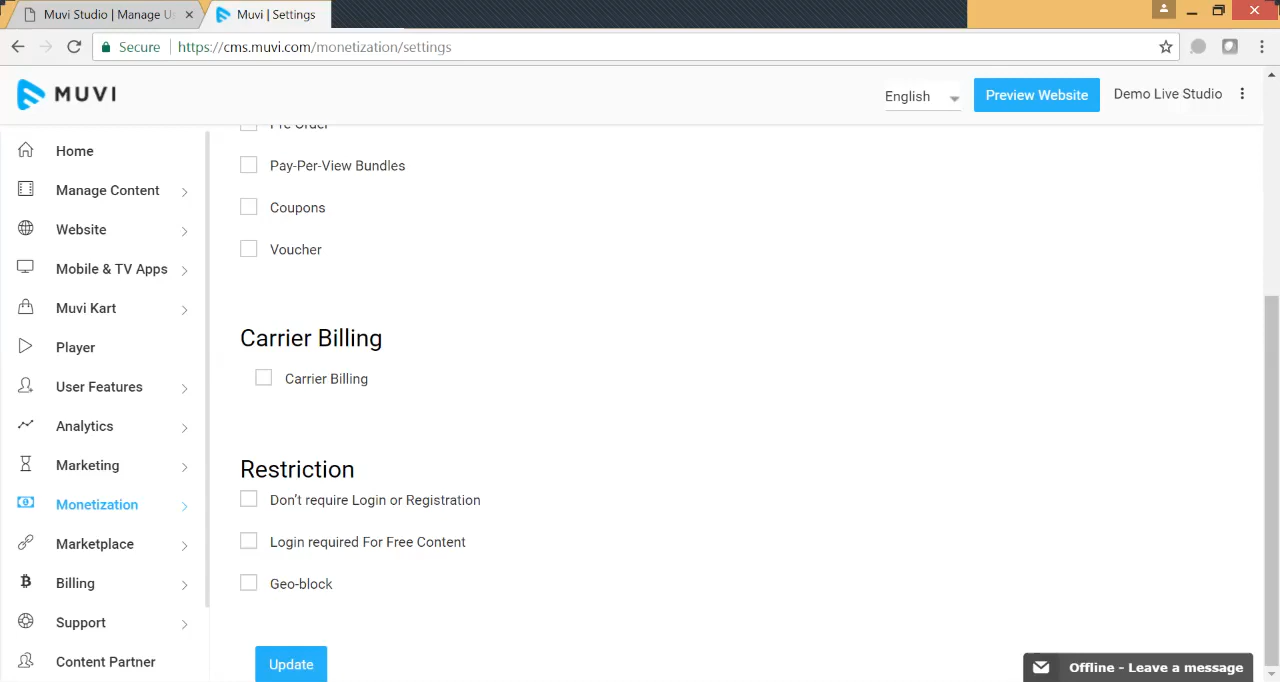 Muvi Studio | Manage Us
Muvi | Settings
Secure
https://cms.muvi.com/monetization/settings
MUVI
English
Preview Website
Demo Live Studio
Home
Manage Content
Website
Mobile & TV Apps
Muvi Kart
Player
User Features
Analytics
Marketing
Monetization
Marketplace
Billing
Support
Content Partner
Pre Order
Pay-Per-View Bundles
Coupons
Voucher
Carrier Billing
Carrier Billing
Restriction
Don't require Login or Registration
Login required For Free Content
Geo-block
Update
Offline - Leave a message